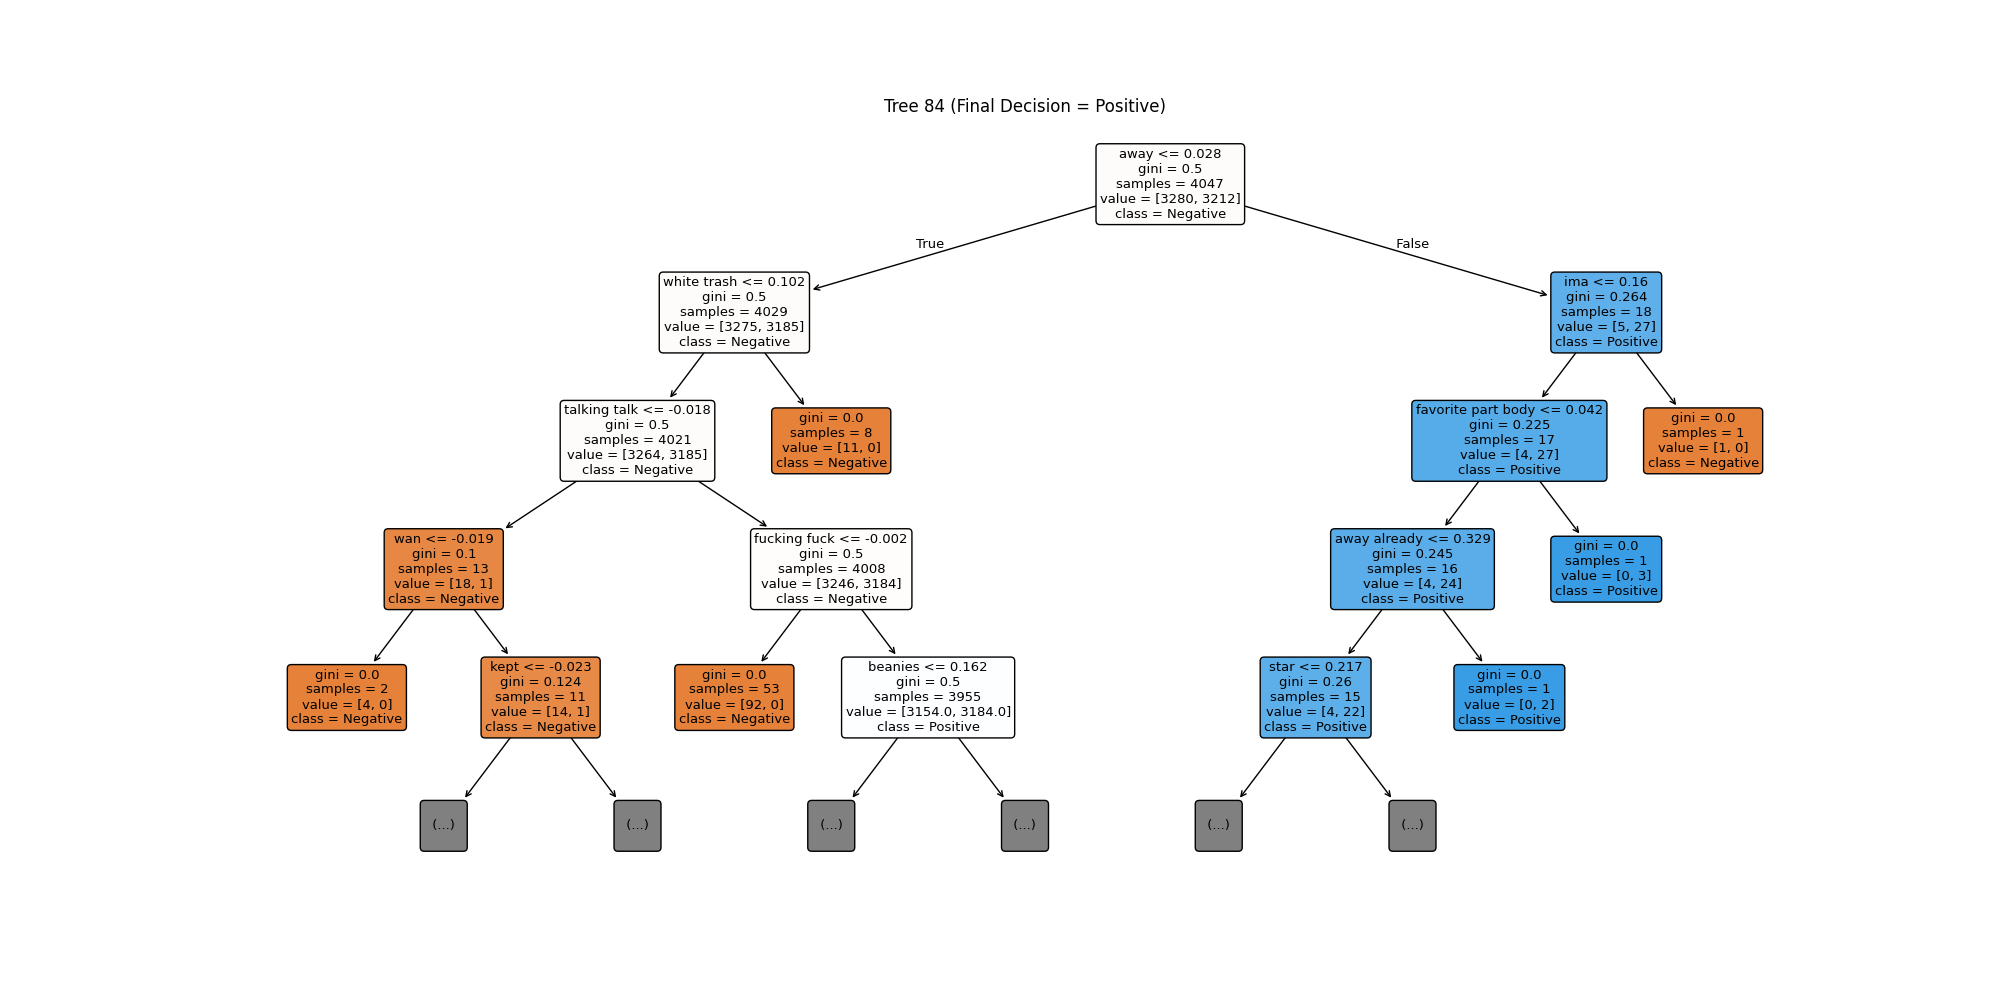 Tree 84 (Final Decision = Positive)
away <= 0.028
gini = 0.5
samples = 4047
value = [3280, 3212]
class = Negative
True
False
white trash <= 0.102
gini = 0.5
samples = 4029
value = [3275, 3185]
class = Negative
ima <= 0.16
gini = 0.264
samples = 18
value = [5, 27]
class = Positive
talking talk <= -0.018
gini = 0.5
samples = 4021
value = [3264, 3185]
class = Negative
gini = 0.0
samples = 8
value = [11, 0]
class = Negative
favorite part body <= 0.042
gini = 0.225
samples = 17
value = [4, 27]
class = Positive
gini = 0.0
samples = 1
value = [1, 0]
class = Negative
wan <= -0.019
gini = 0.1
samples = 13
value = [18, 1]
class = Negative
fucking fuck <= -0.002
gini = 0.5
samples = 4008
value = [3246, 3184]
class = Negative
away already <= 0.329
gini = 0.245
samples = 16
value = [4, 24]
class = Positive
gini = 0.0
samples = 1
value = [0, 3]
class = Positive
gini = 0.0
samples = 2
value = [4, 0]
class = Negative
kept <= -0.023
gini = 0.124
samples = 11
value = [14, 1]
class = Negative
gini = 0.0
samples = 53
value = [92, 0]
class = Negative
beanies <= 0.162
gini = 0.5
samples = 3955
value = [3154.0, 3184.0]
class = Positive
star <= 0.217
gini = 0.26
samples = 15
value = [4, 22]
class = Positive
gini = 0.0
samples = 1
value = [0, 2]
class = Positive
(...)
(...)
(...)
(...)
(...)
(...)